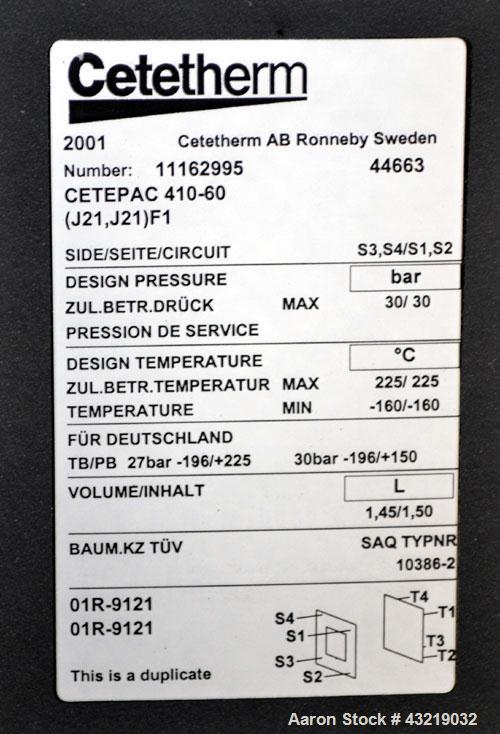 Cetetherm
2001 Cetetherm AB Ronneby Sweden
Number: 11162995 44663
CETEPAC 410-60
(J21,J21)F1
SIDE/SEITE/CIRCUIT S3,S4/S1,S2
DESIGN PRESSURE bar
ZUL.BETR.DRÜCK MAX 30/ 30
PRESSION DE SERVICE
DESIGN TEMPERATURE °C
ZUL.BETR.TEMPERATUR MAX 225/ 225
TEMPERATURE MIN -160/-160
FÜR DEUTSCHLAND
TB/PB 27bar -196/+225 30bar -196/+150
VOLUME/INHALT L
1,45/1,50
BAUM.KZ TÜV SAQ TYPNR
10386-2
01R-9121
01R-9121
S4
S1
S3
S2
T4
T1
T3
T2
This is a duplicate
Aaron Stock # 43219032